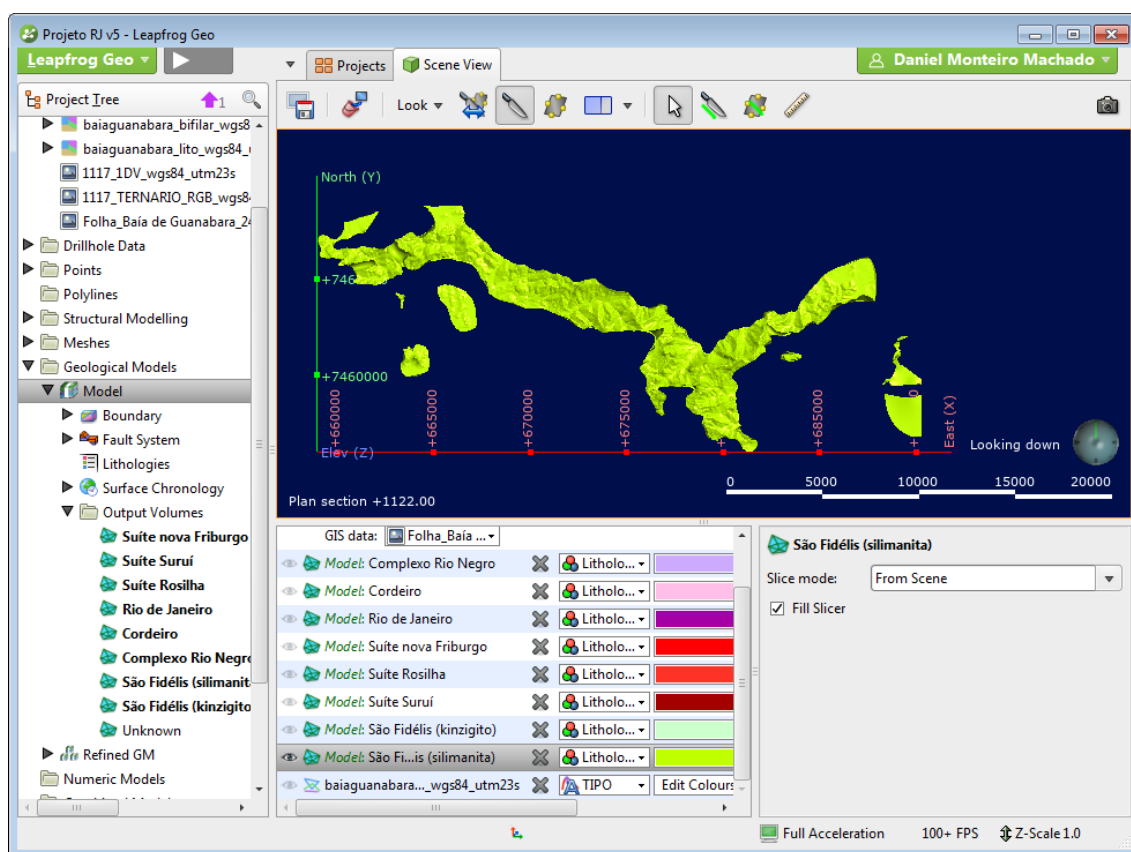 Projeto RJ v5 - Leapfrog Geo
Leapfrog Geo
Projects
Scene View
Daniel Monteiro Machado
Project Tree
1
Look
baiaguanabara_bifilar_wgs8
baiaguanabara_lito_wgs84_
1117_1DV_wgs84_utm23s
1117_TERNARIO_RGB_wgs8
Folha_Baía de Guanabara_2
Drillhole Data
Points
Polylines
Structural Modelling
Meshes
Geological Models
Model
Boundary
Fault System
Lithologies
Surface Chronology
Output Volumes
Suíte nova Friburgo
Suíte Suruí
Suíte Rosilha
Rio de Janeiro
Cordeiro
Complexo Rio Negro
São Fidélis (silimanit
São Fidélis (kinzigito
Unknown
Refined GM
Numeric Models
North (Y)
+7460000
+660000
+665000
+670000
+675000
+685000
East (X)
Elev (Z)
Looking down
0 5000 10000 15000 20000
Plan section +1122.00
GIS data: Folha_Baía ...
Model: Complexo Rio Negro Litholo...
Model: Cordeiro Litholo...
Model: Rio de Janeiro Litholo...
Model: Suíte nova Friburgo Litholo...
Model: Suíte Rosilha Litholo...
Model: Suíte Suruí Litholo...
Model: São Fidélis (kinzigito) Litholo...
Model: São Fi...is (silimanita) Litholo...
baiaguanabara..._wgs84_utm23s TIPO Edit Colours
São Fidélis (silimanita)
Slice mode: From Scene
Fill Slicer
Full Acceleration 100+ FPS Z-Scale 1.0